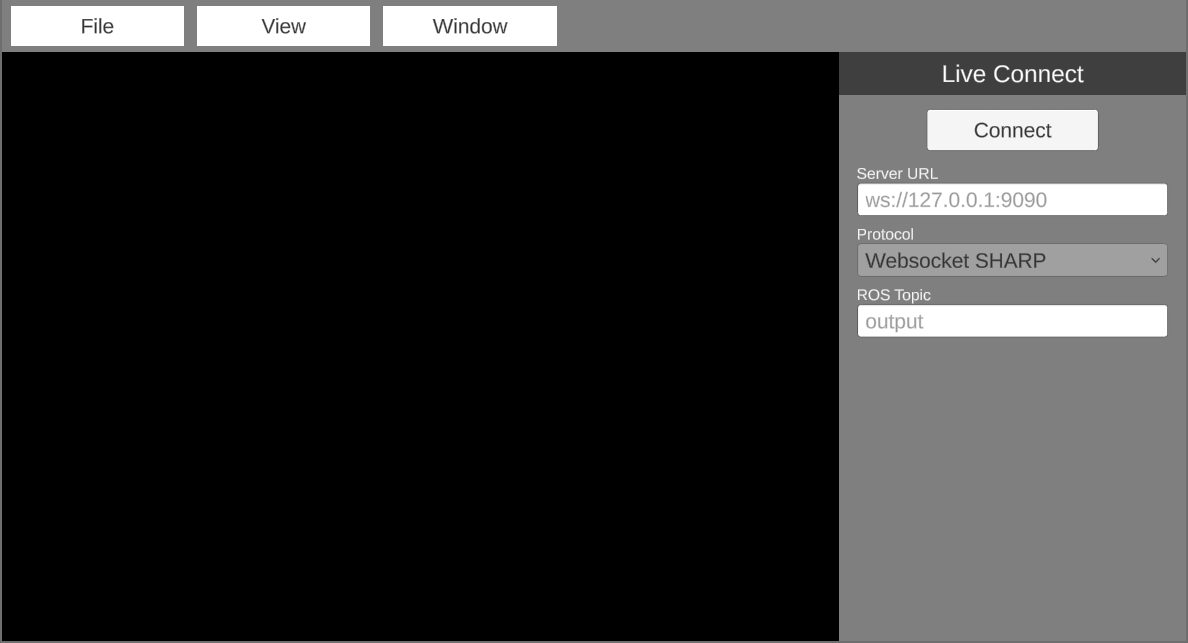 File View Window
Live Connect
Connect
Server URL
ws://127.0.0.1:9090
Protocol
Websocket SHARP
ROS Topic
output